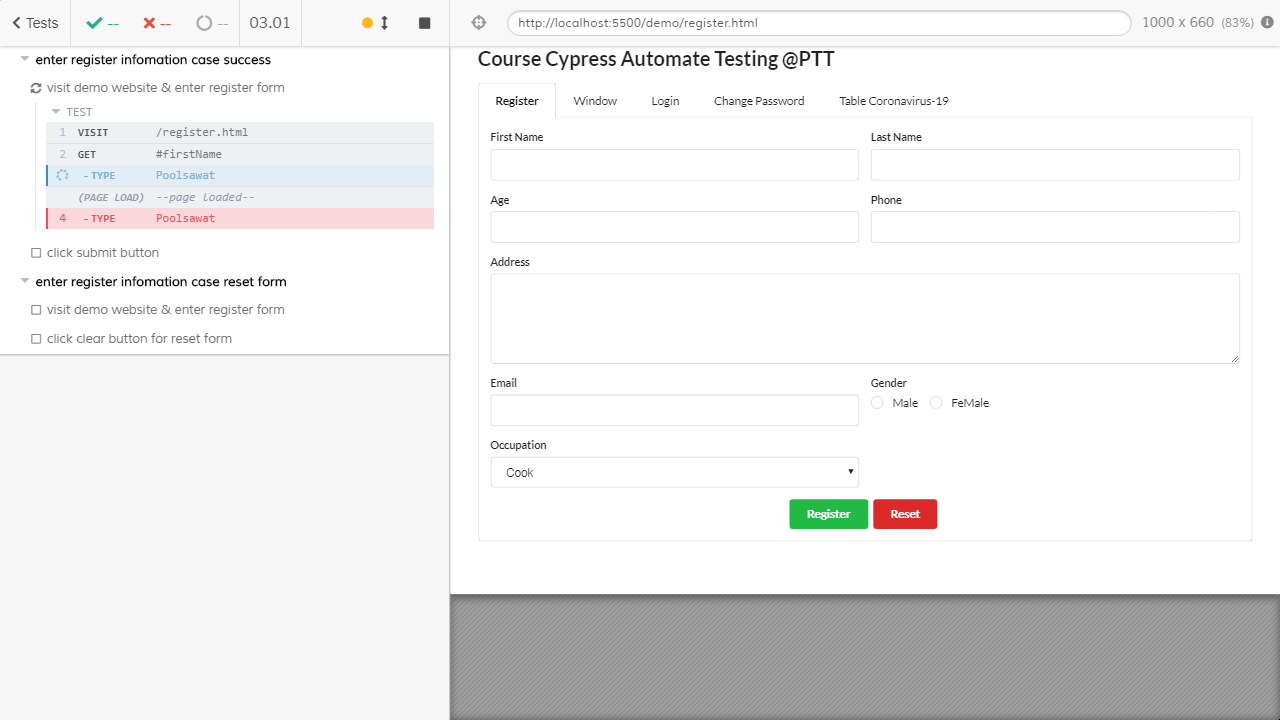 Tests -- -- -- 03.01
http://localhost:5500/demo/register.html 1000 x 660 (83%)
enter register infomation case success
visit demo website & enter register form
TEST
1 VISIT /register.html
2 GET #firstName
- TYPE Poolsawat
(PAGE LOAD) --page loaded--
4 - TYPE Poolsawat
click submit button
enter register infomation case reset form
visit demo website & enter register form
click clear button for reset form
Course Cypress Automate Testing @PTT
Register Window Login Change Password Table Coronavirus-19
First Name Last Name
Age Phone
Address
Email Gender
Male FeMale
Occupation
Cook
Register Reset